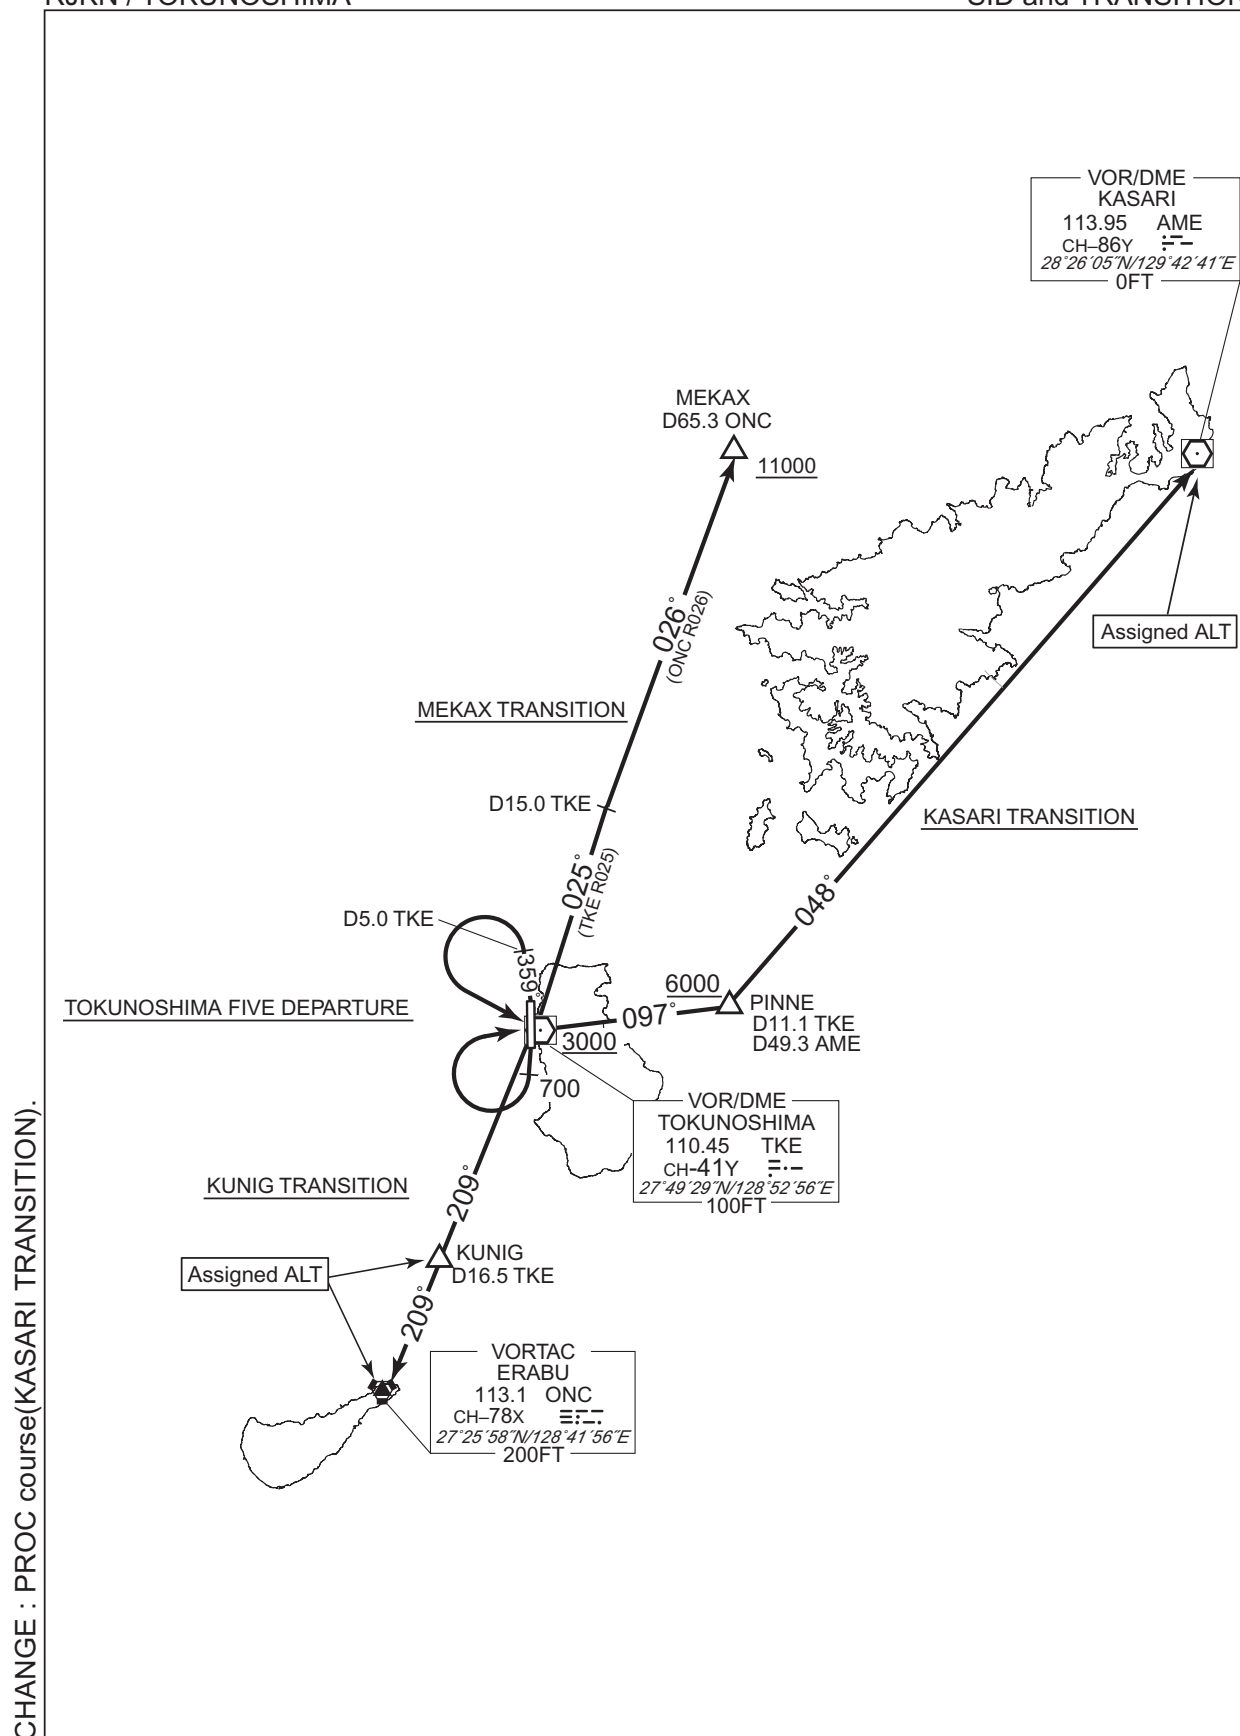 RJKN / TOKUNOSHIMA
SID and TRANSITION
VOR/DME
KASARI
113.95 AME
CH–86Y
28°26´05˝N/129°42´41˝E
0FT
MEKAX
D65.3 ONC
11000
026°
(ONC R026)
Assigned ALT
MEKAX TRANSITION
D15.0 TKE
KASARI TRANSITION
025°
(TKE R025)
048°
D5.0 TKE
359°
TOKUNOSHIMA FIVE DEPARTURE
6000
PINNE
D11.1 TKE
D49.3 AME
097°
3000
700
VOR/DME
TOKUNOSHIMA
110.45 TKE
CH-41Y
27°49´29˝N/128°52´56˝E
100FT
KUNIG TRANSITION
209°
KUNIG
D16.5 TKE
Assigned ALT
209°
VORTAC
ERABU
113.1 ONC
CH–78X
27°25´58˝N/128°41´56˝E
200FT
CHANGE : PROC course(KASARI TRANSITION).